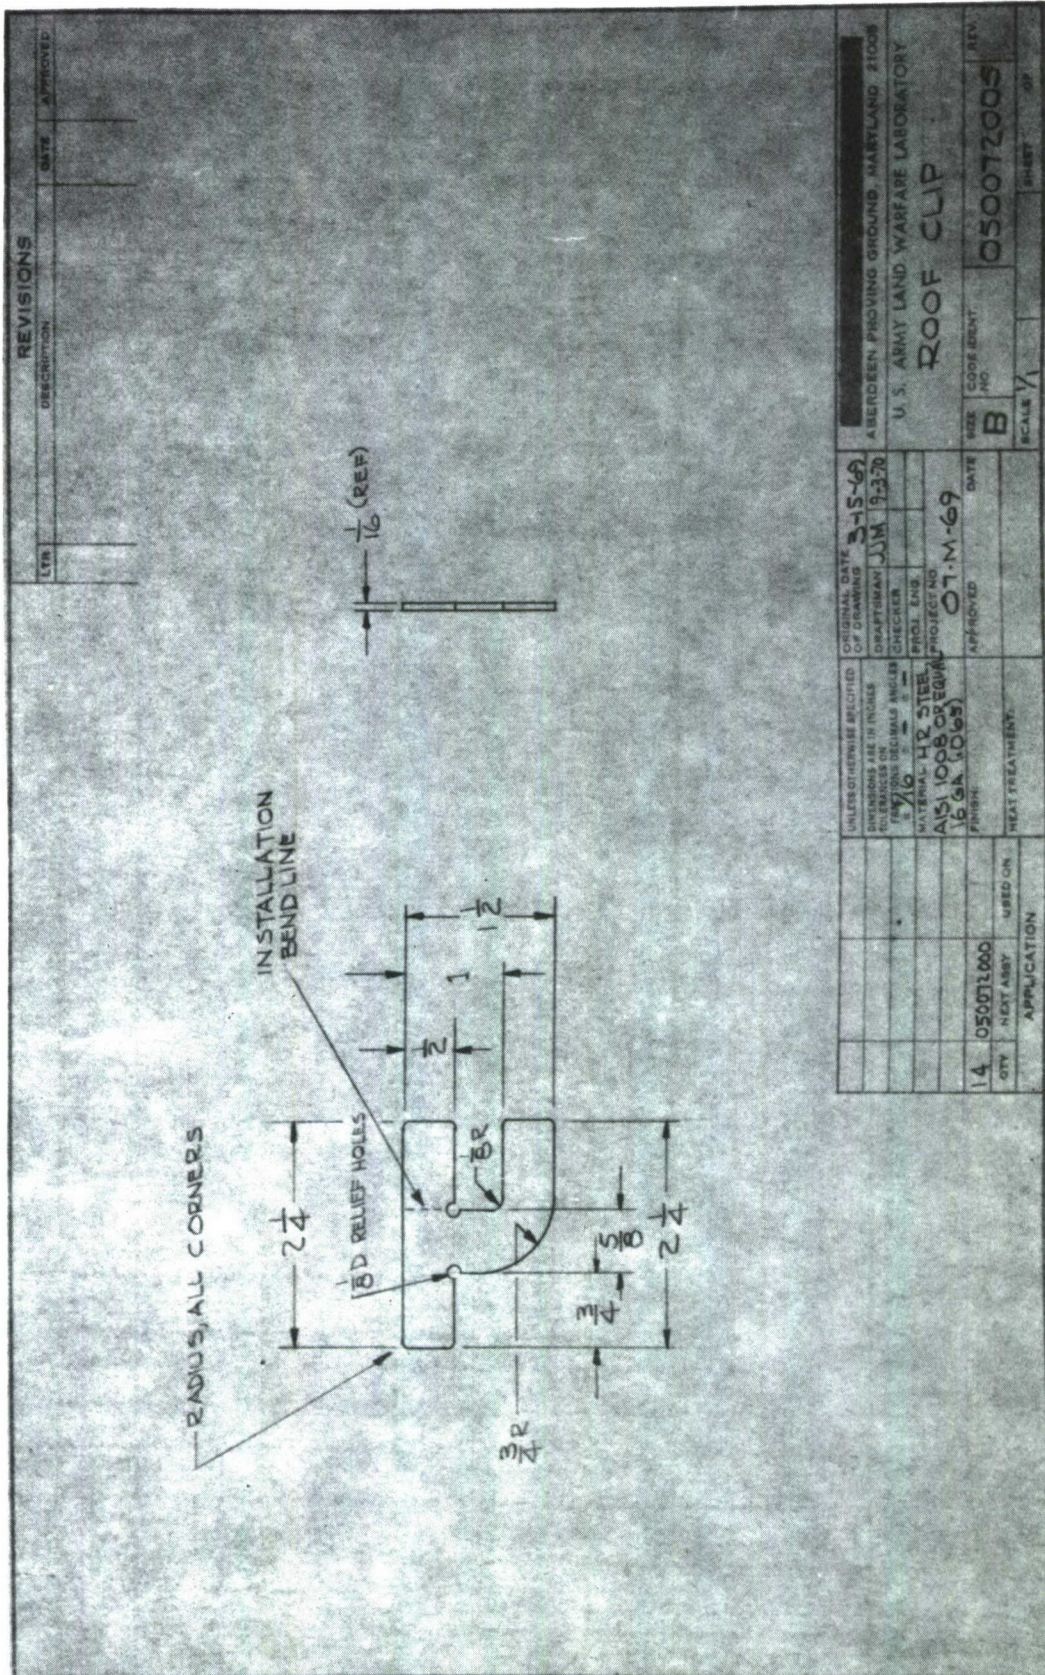 REVISIONS
LTR DESCRIPTION DATE APPROVED
RADIUS, ALL CORNERS
INSTALLATION
BEND LINE
2 1/4
1/8 D RELIEF HOLES
1/16 (REF)
1/2
1
1 1/2
1/8 R
3/4 R
3/4
5/8
2 1/4
14 050072000
QTY NEXT ASSY USED ON
APPLICATION
UNLESS OTHERWISE SPECIFIED
DIMENSIONS ARE IN INCHES
TOLERANCES ON
FRACTIONS DECIMALS ANGLES
± 1/16 ± — ± —
MATERIAL HR STEEL,
AISI 1008 OR EQUAL
16 GA
FINISH:
HEAT TREATMENT:
ORIGINAL DATE
OF DRAWING 3-15-69
DRAFTSMAN JJM 9-3-70
CHECKER
PROJ. ENG.
PROJECT NO.
07-M-69
APPROVED DATE
ABERDEEN PROVING GROUND, MARYLAND 21005
U. S. ARMY LAND WARFARE LABORATORY
ROOF CLIP
SIZE CODE IDENT NO. REV
B 050072005
SCALE 1/1 SHEET OF